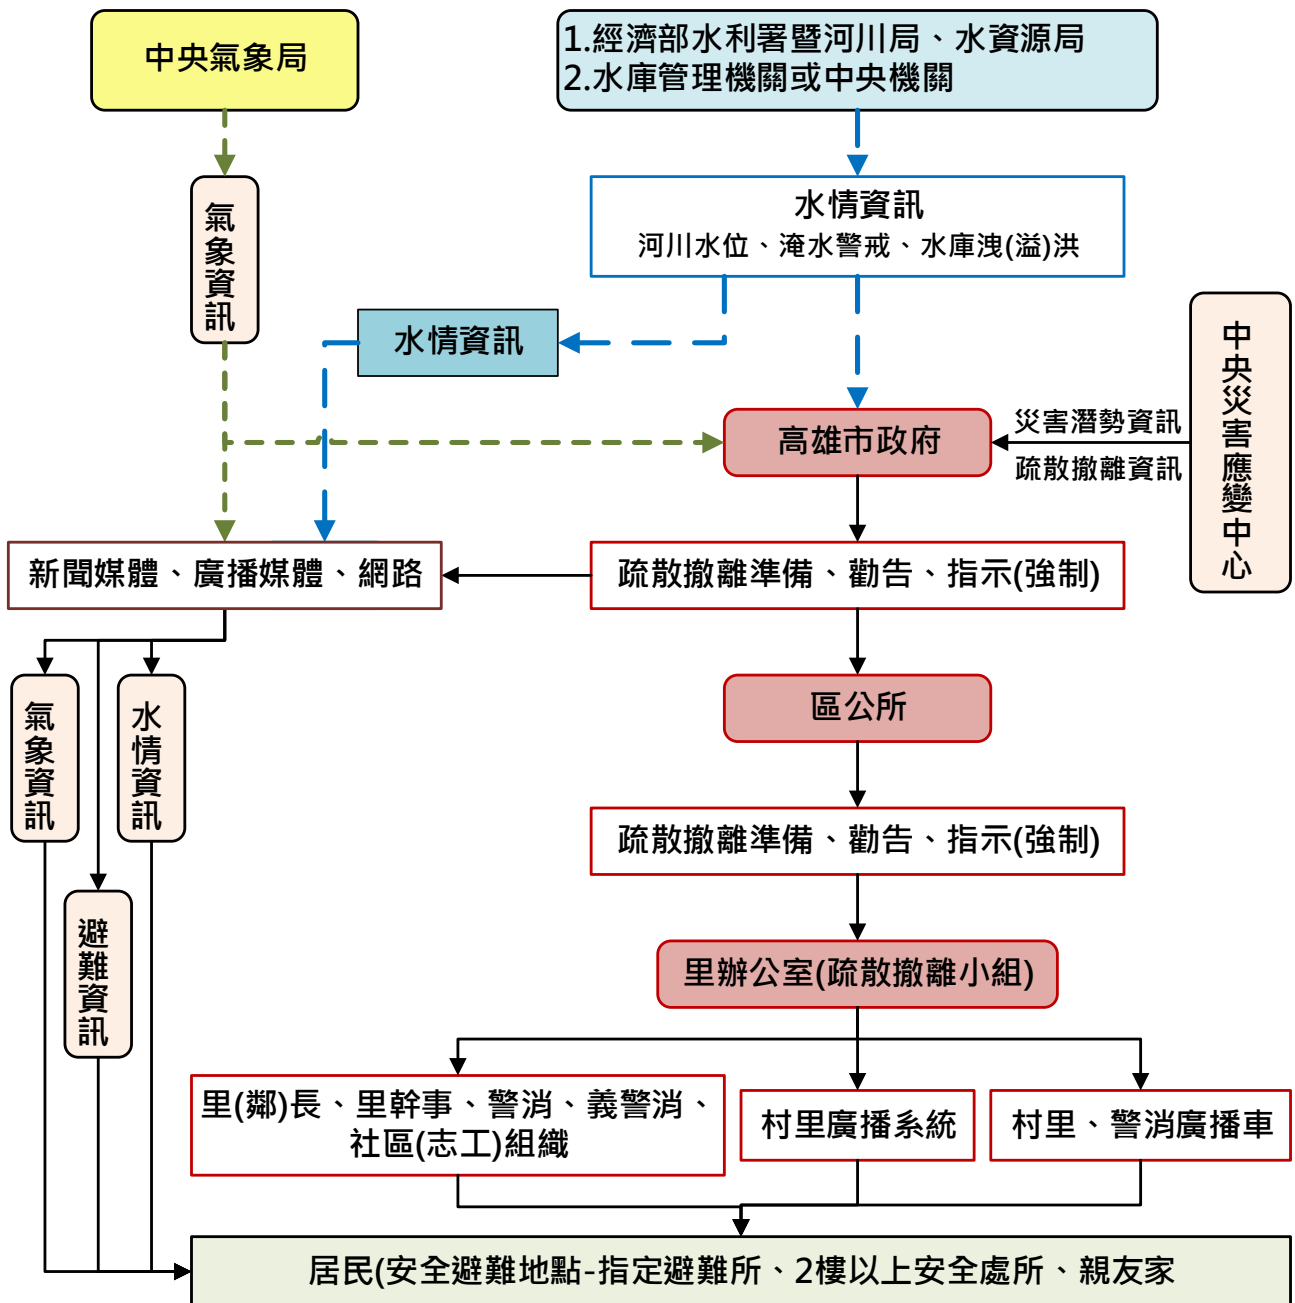 中央氣象局
1.經濟部水利署暨河川局、水資源局
2.水庫管理機關或中央機關
氣象資訊
水情資訊
河川水位、淹水警戒、水庫洩(溢)洪
水情資訊
中央災害應變中心
高雄市政府
災害潛勢資訊
疏散撤離資訊
新聞媒體、廣播媒體、網路
疏散撤離準備、勸告、指示(強制)
氣象資訊
水情資訊
區公所
疏散撤離準備、勸告、指示(強制)
避難資訊
里辦公室(疏散撤離小組)
里(鄰)長、里幹事、警消、義警消、
社區(志工)組織
村里廣播系統
村里、警消廣播車
居民(安全避難地點-指定避難所、2樓以上安全處所、親友家